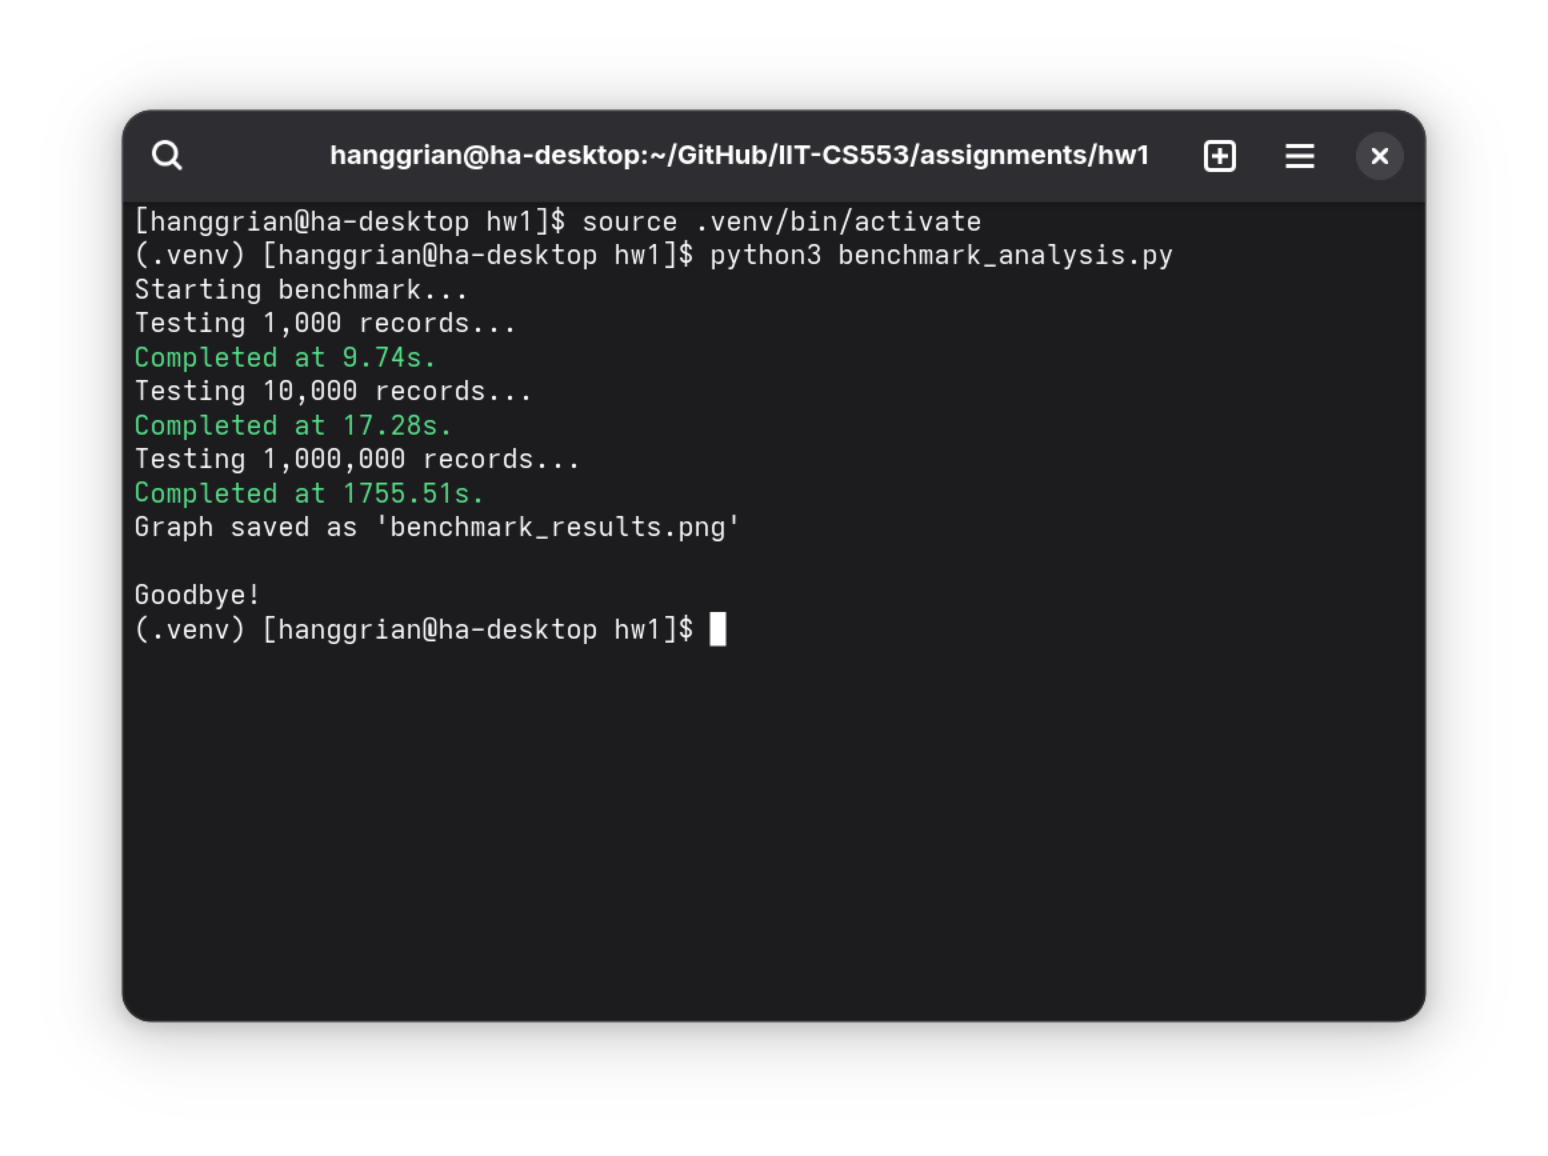 hanggrian@ha-desktop:~/GitHub/IIT-CS553/assignments/hw1
[hanggrian@ha-desktop hw1]$ source .venv/bin/activate
(.venv) [hanggrian@ha-desktop hw1]$ python3 benchmark_analysis.py
Starting benchmark...
Testing 1,000 records...
Completed at 9.74s.
Testing 10,000 records...
Completed at 17.28s.
Testing 1,000,000 records...
Completed at 1755.51s.
Graph saved as 'benchmark_results.png'
Goodbye!
(.venv) [hanggrian@ha-desktop hw1]$